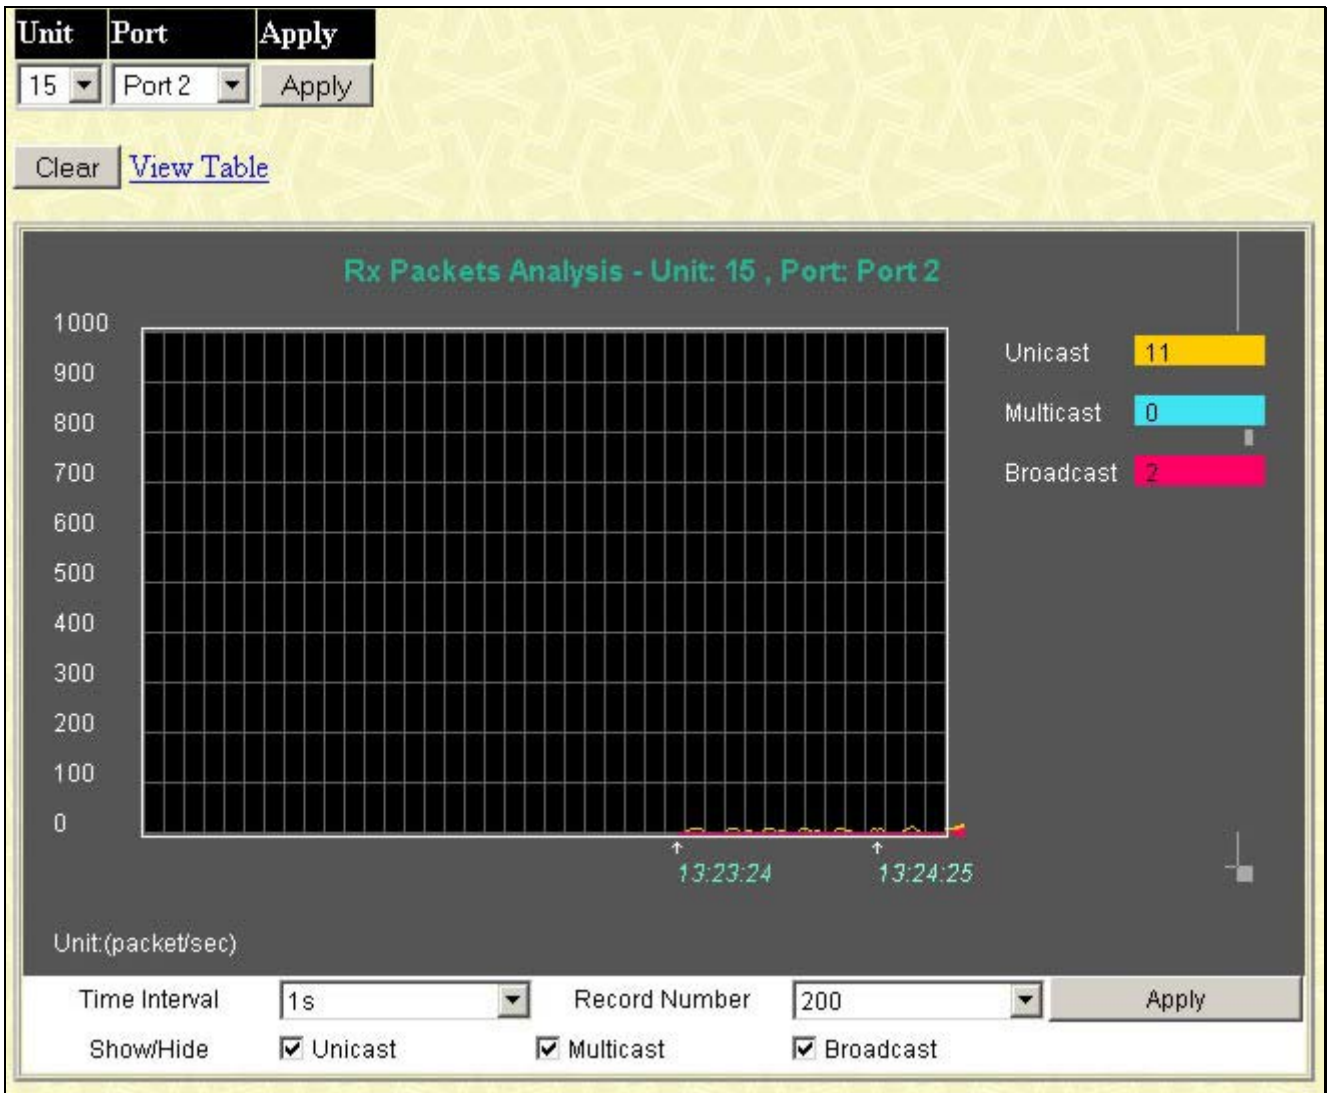 Unit Port Apply
15 Port 2 Apply
Clear View Table
Rx Packets Analysis - Unit: 15 , Port: Port 2
1000
900
800
700
600
500
400
300
200
100
0
Unicast 11
Multicast 0
Broadcast 2
13:23:24 13:24:25
Unit:(packet/sec)
Time Interval 1s Record Number 200 Apply
Show/Hide Unicast Multicast Broadcast